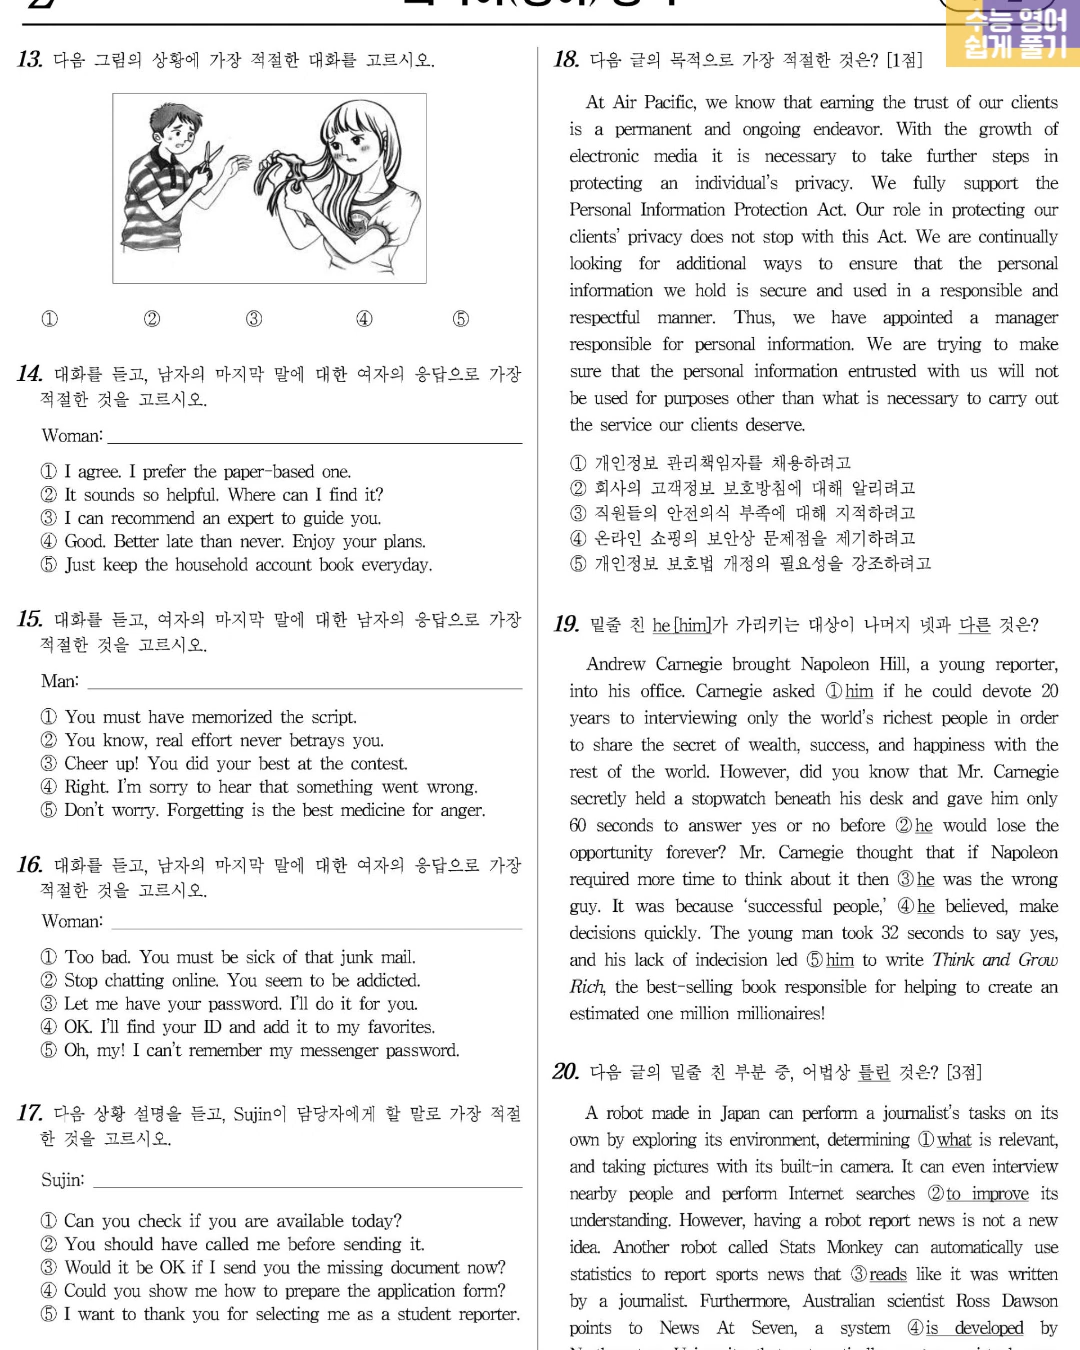 수능 영어
쉽게 풀기
13. 다음 그림의 상황에 가장 적절한 대화를 고르시오.
① ② ③ ④ ⑤
14. 대화를 듣고, 남자의 마지막 말에 대한 여자의 응답으로 가장
적절한 것을 고르시오.
Woman:
① I agree. I prefer the paper-based one.
② It sounds so helpful. Where can I find it?
③ I can recommend an expert to guide you.
④ Good. Better late than never. Enjoy your plans.
⑤ Just keep the household account book everyday.
15. 대화를 듣고, 여자의 마지막 말에 대한 남자의 응답으로 가장
적절한 것을 고르시오.
Man:
① You must have memorized the script.
② You know, real effort never betrays you.
③ Cheer up! You did your best at the contest.
④ Right. I'm sorry to hear that something went wrong.
⑤ Don't worry. Forgetting is the best medicine for anger.
16. 대화를 듣고, 남자의 마지막 말에 대한 여자의 응답으로 가장
적절한 것을 고르시오.
Woman:
① Too bad. You must be sick of that junk mail.
② Stop chatting online. You seem to be addicted.
③ Let me have your password. I'll do it for you.
④ OK. I'll find your ID and add it to my favorites.
⑤ Oh, my! I can't remember my messenger password.
17. 다음 상황 설명을 듣고, Sujin이 담당자에게 할 말로 가장 적절
한 것을 고르시오.
Sujin:
① Can you check if you are available today?
② You should have called me before sending it.
③ Would it be OK if I send you the missing document now?
④ Could you show me how to prepare the application form?
⑤ I want to thank you for selecting me as a student reporter.
18. 다음 글의 목적으로 가장 적절한 것은? [1점]
At Air Pacific, we know that earning the trust of our clients
is a permanent and ongoing endeavor. With the growth of
electronic media it is necessary to take further steps in
protecting an individual's privacy. We fully support the
Personal Information Protection Act. Our role in protecting our
clients' privacy does not stop with this Act. We are continually
looking for additional ways to ensure that the personal
information we hold is secure and used in a responsible and
respectful manner. Thus, we have appointed a manager
responsible for personal information. We are trying to make
sure that the personal information entrusted with us will not
be used for purposes other than what is necessary to carry out
the service our clients deserve.
① 개인정보 관리책임자를 채용하려고
② 회사의 고객정보 보호방침에 대해 알리려고
③ 직원들의 안전의식 부족에 대해 지적하려고
④ 온라인 쇼핑의 보안상 문제점을 제기하려고
⑤ 개인정보 보호법 개정의 필요성을 강조하려고
19. 밑줄 친 he[him]가 가리키는 대상이 나머지 넷과 다른 것은?
Andrew Carnegie brought Napoleon Hill, a young reporter,
into his office. Carnegie asked ①him if he could devote 20
years to interviewing only the world's richest people in order
to share the secret of wealth, success, and happiness with the
rest of the world. However, did you know that Mr. Carnegie
secretly held a stopwatch beneath his desk and gave him only
60 seconds to answer yes or no before ②he would lose the
opportunity forever? Mr. Carnegie thought that if Napoleon
required more time to think about it then ③he was the wrong
guy. It was because 'successful people,' ④he believed, make
decisions quickly. The young man took 32 seconds to say yes,
and his lack of indecision led ⑤him to write Think and Grow
Rich, the best-selling book responsible for helping to create an
estimated one million millionaires!
20. 다음 글의 밑줄 친 부분 중, 어법상 틀린 것은? [3점]
A robot made in Japan can perform a journalist's tasks on its
own by exploring its environment, determining ①what is relevant,
and taking pictures with its built-in camera. It can even interview
nearby people and perform Internet searches ②to improve its
understanding. However, having a robot report news is not a new
idea. Another robot called Stats Monkey can automatically use
statistics to report sports news that ③reads like it was written
by a journalist. Furthermore, Australian scientist Ross Dawson
points to News At Seven, a system ④is developed by